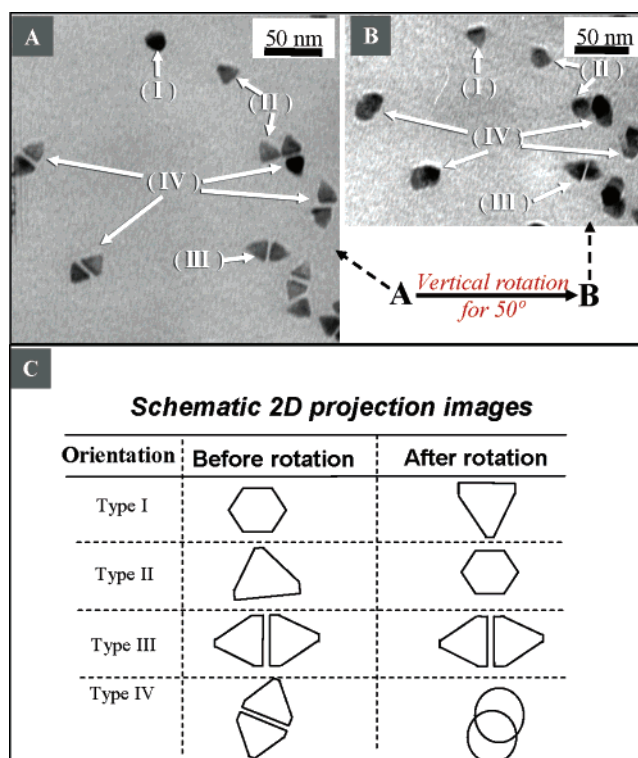 A
50 nm
(I)
(II)
(IV)
(III)
B
50 nm
(I)
(II)
(IV)
(III)
A Vertical rotation for 50° B
C
Schematic 2D projection images
Orientation Before rotation After rotation
Type I
Type II
Type III
Type IV